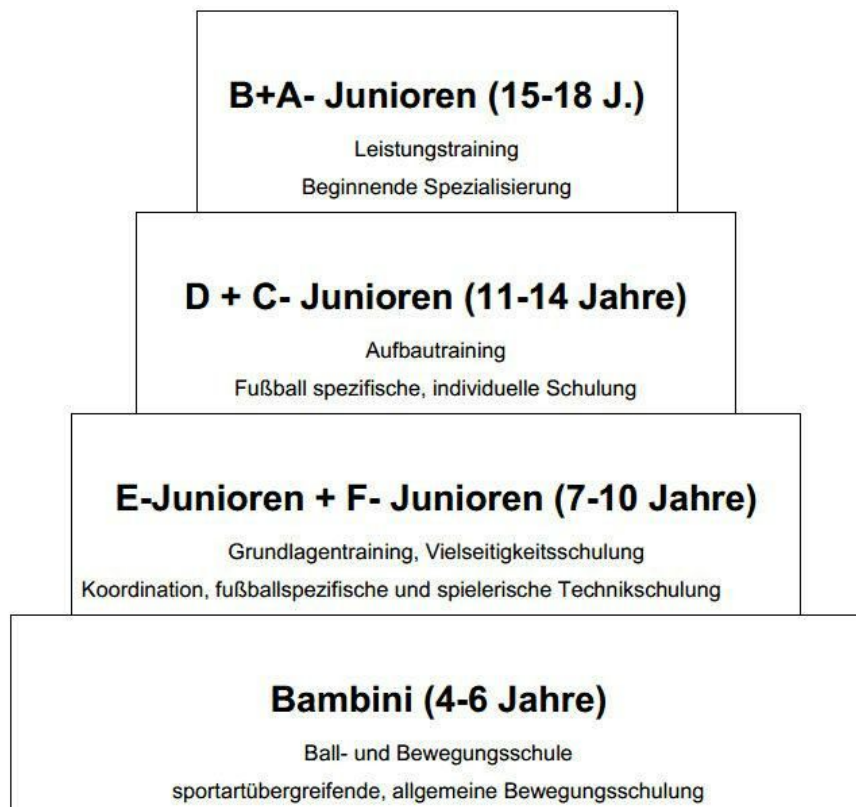 B+A- Junioren (15-18 J.)
Leistungstraining
Beginnende Spezialisierung
D + C- Junioren (11-14 Jahre)
Aufbautraining
Fußball spezifische, individuelle Schulung
E-Junioren + F- Junioren (7-10 Jahre)
Grundlagentraining, Vielseitigkeitsschulung
Koordination, fußballspezifische und spielerische Technikschulung
Bambini (4-6 Jahre)
Ball- und Bewegungsschule
sportartübergreifende, allgemeine Bewegungsschulung